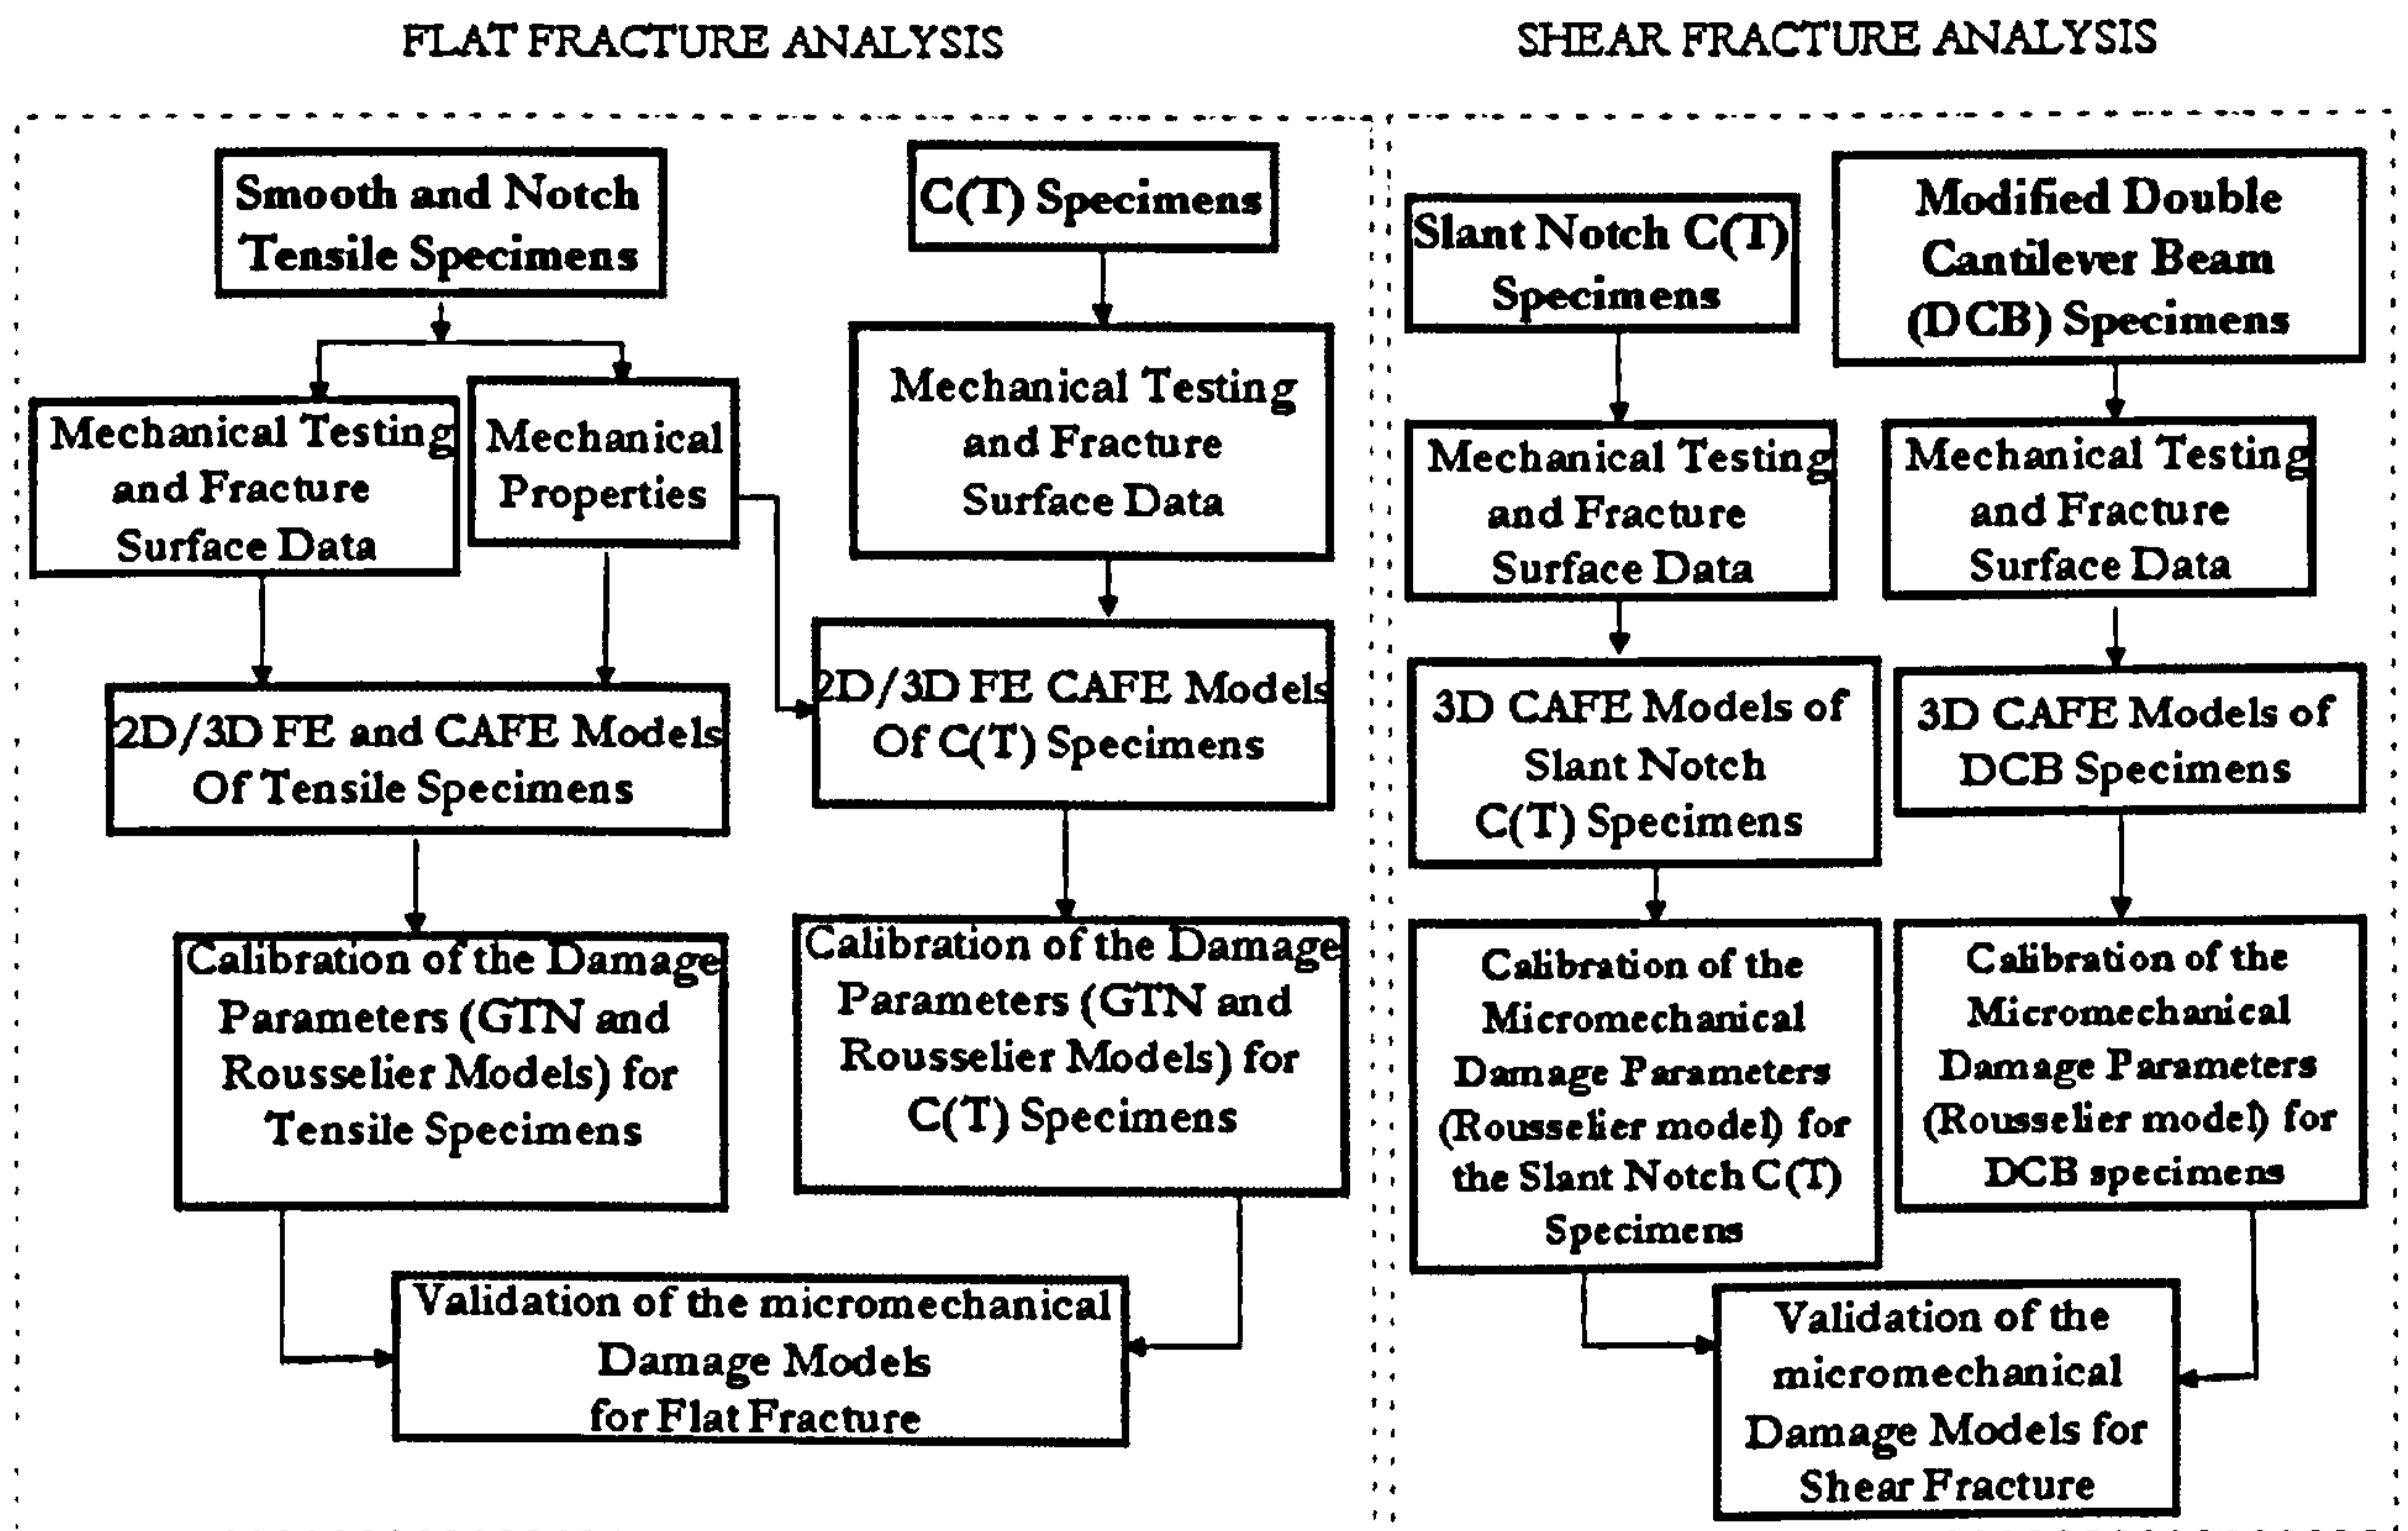 FLAT FRACTURE ANALYSIS
Smooth and Notch
Tensile Specimens
C(T) Specimens
Mechanical Testing
and Fracture
Surface Data
Mechanical
Properties
Mechanical Testing
and Fracture
Surface Data
2D/3D FE and CAFE Models
Of Tensile Specimens
2D/3D FE CAFE Models
Of C(T) Specimens
Calibration of the Damage
Parameters (GTN and
Rousselier Models) for
Tensile Specimens
Calibration of the Damage
Parameters (GTN and
Rousselier Models) for
C(T) Specimens
Validation of the micromechanical
Damage Models
for Flat Fracture
SHEAR FRACTURE ANALYSIS
Slant Notch C(T)
Specimens
Modified Double
Cantilever Beam
(DCB) Specimens
Mechanical Testing
and Fracture
Surface Data
Mechanical Testing
and Fracture
Surface Data
3D CAFE Models of
Slant Notch
C(T) Specimens
3D CAFE Models of
DCB Specimens
Calibration of the
Micromechanical
Damage Parameters
(Rousselier model) for
the Slant Notch C(T)
Specimens
Calibration of the
Micromechanical
Damage Parameters
(Rousselier model) for
DCB specimens
Validation of the
micromechanical
Damage Models for
Shear Fracture